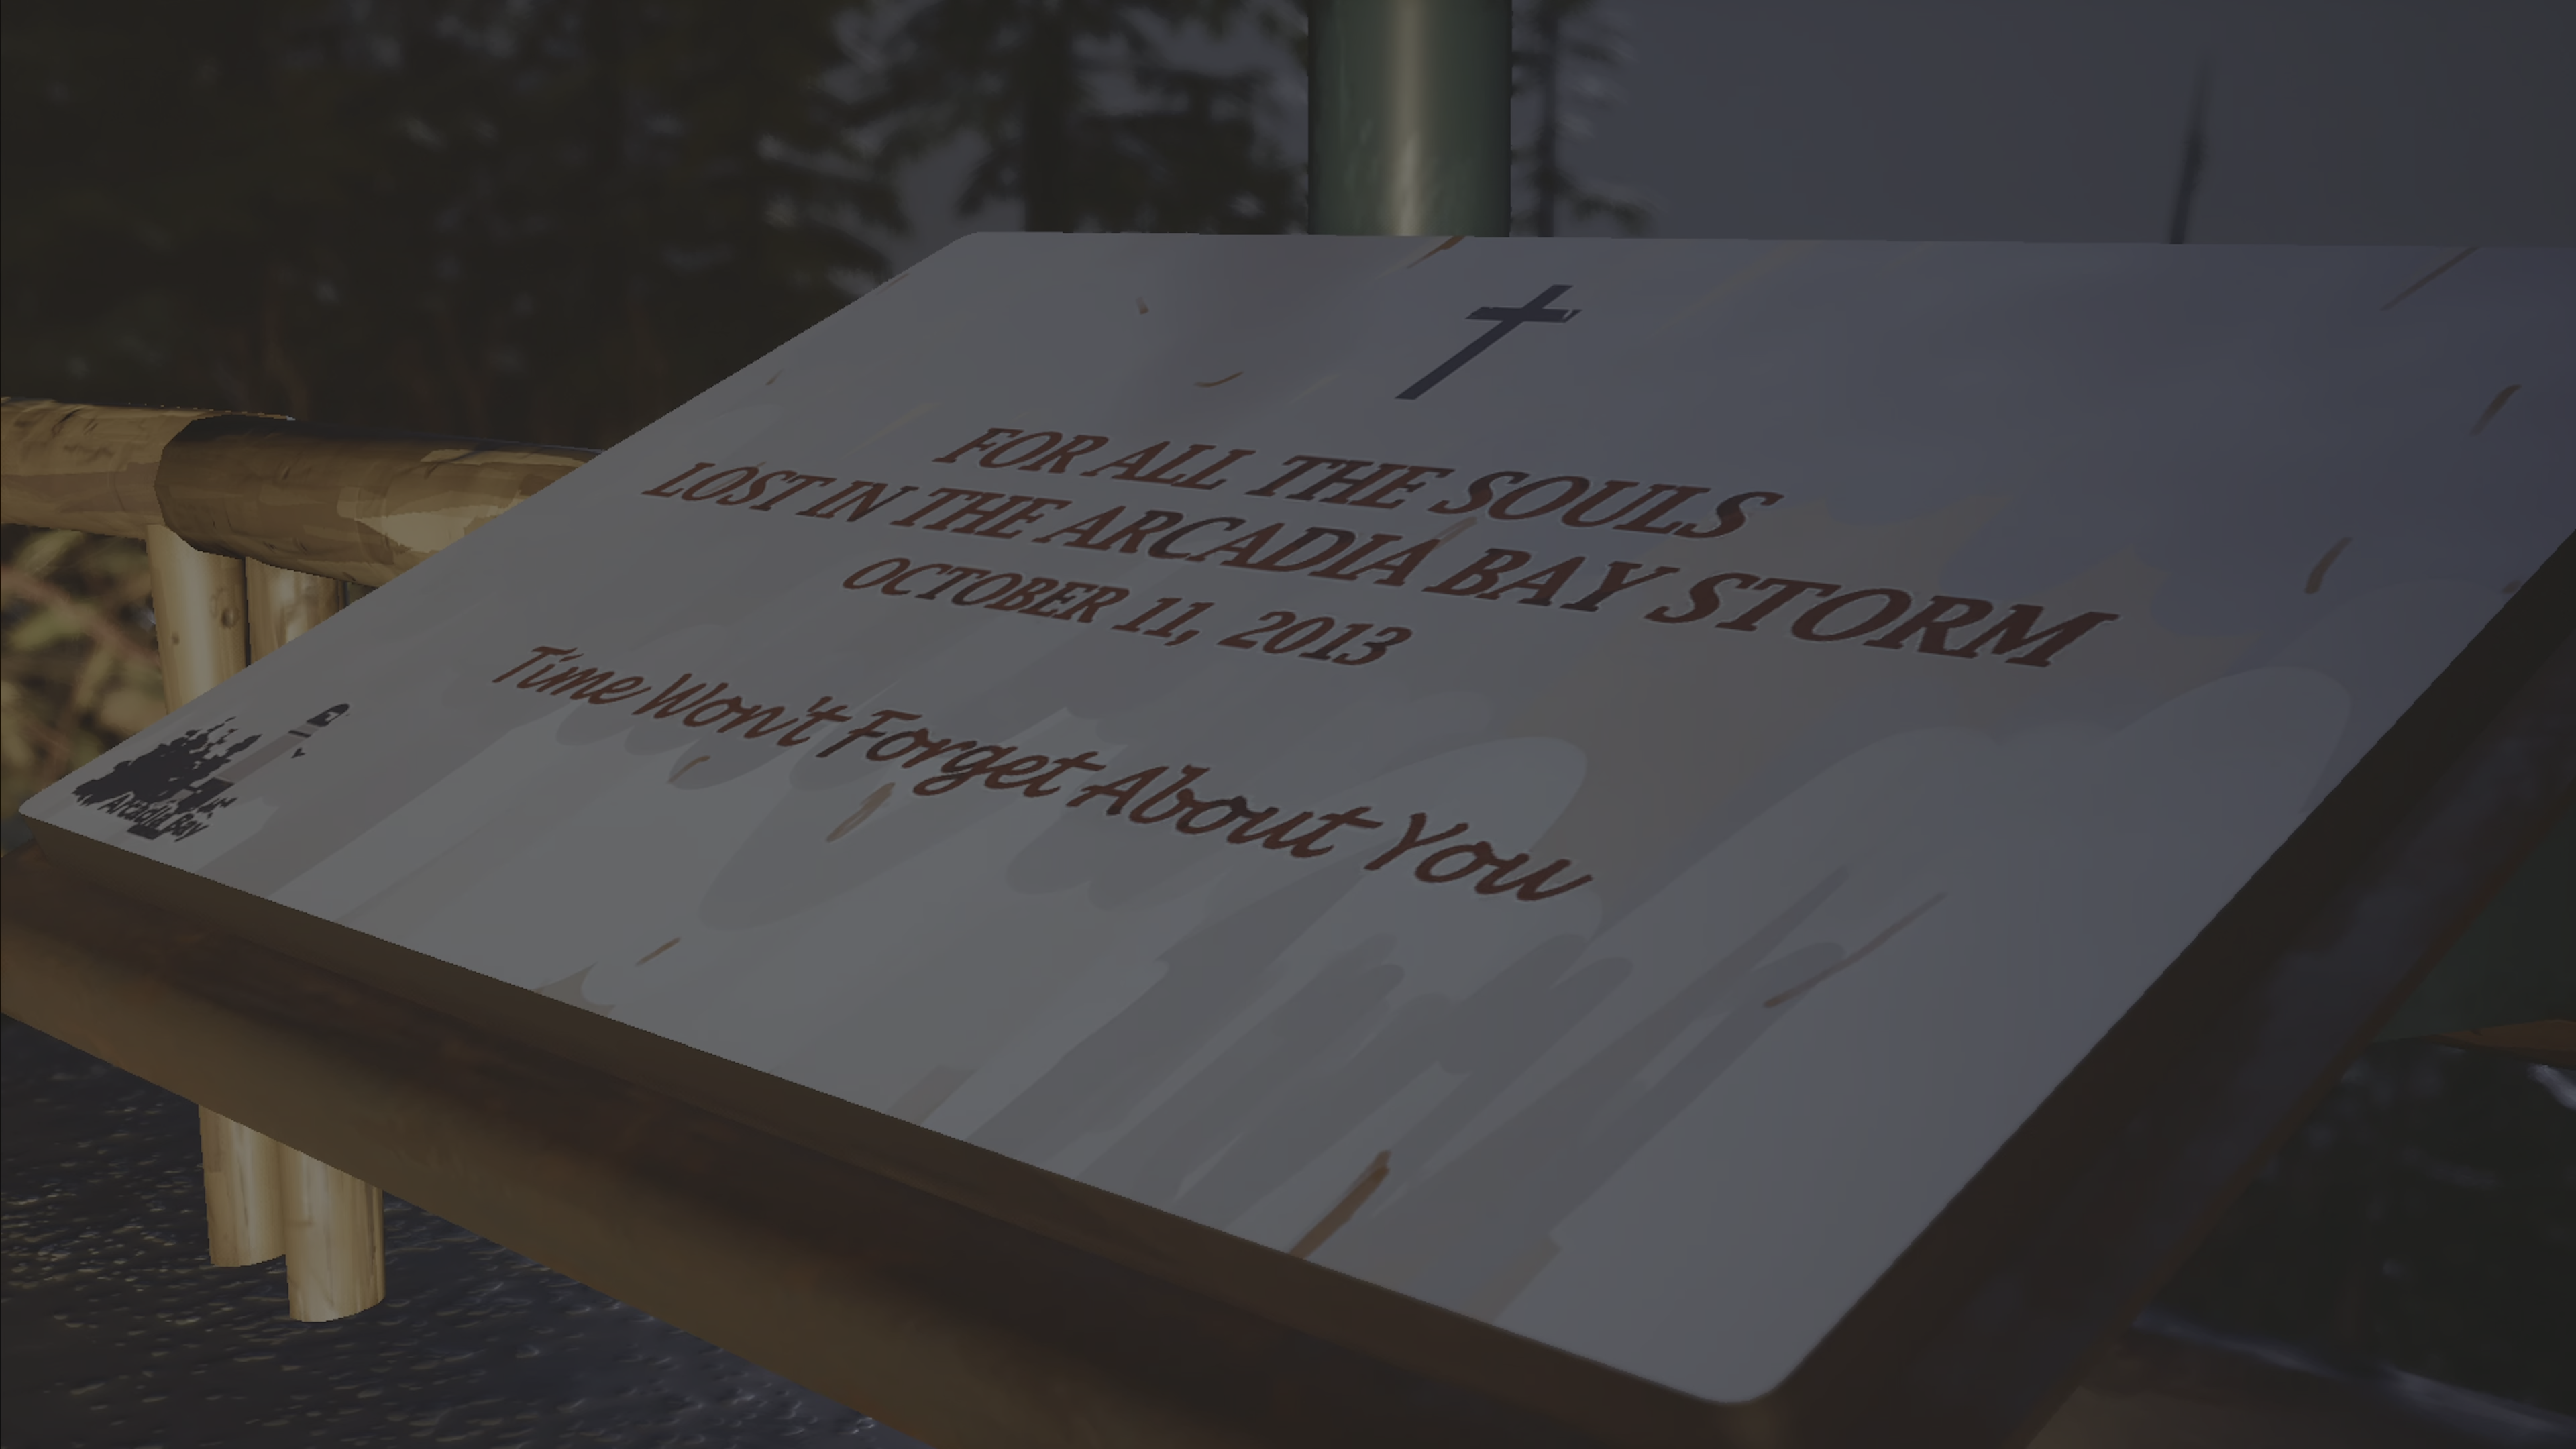 FOR ALL THE SOULS
LOST IN THE ARCADIA BAY STORM
OCTOBER 11, 2013
Time Won't Forget About You
Arcadia Bay